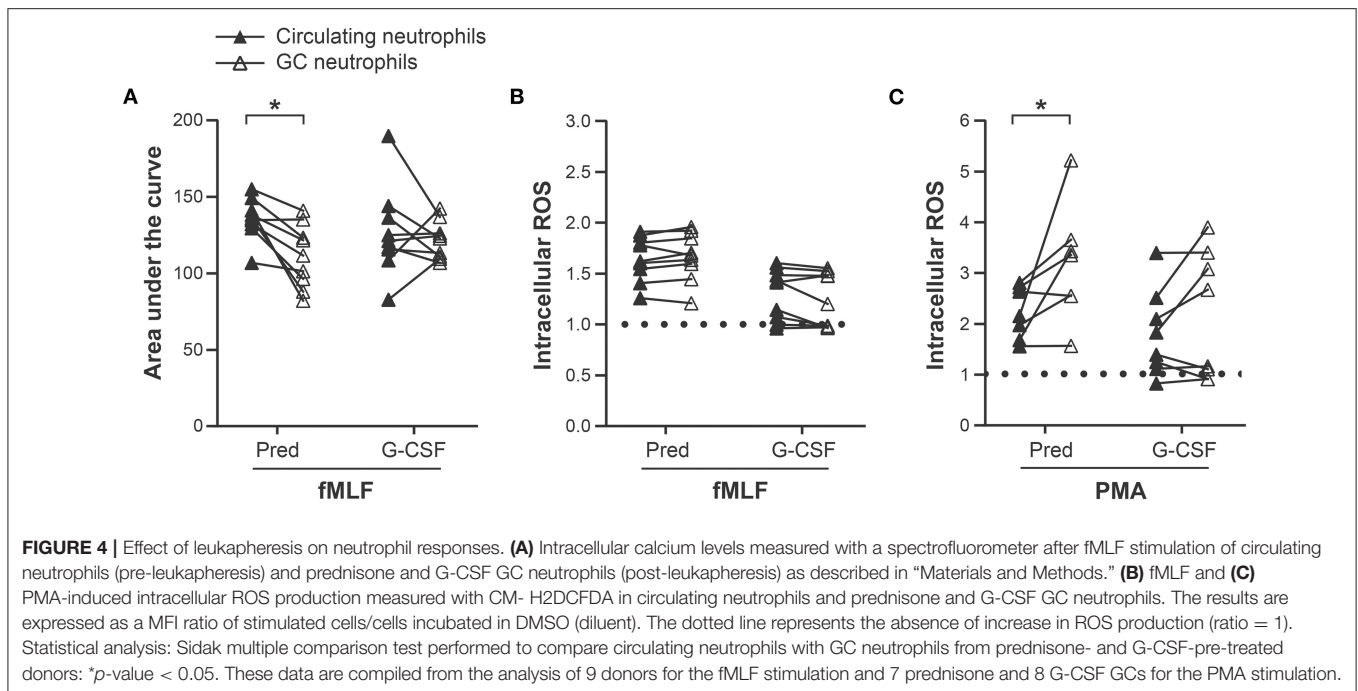 Circulating neutrophils
GC neutrophils
A
B
C
*
*
200
150
100
50
0
Area under the curve
Pred
G-CSF
fMLF
3.0
2.5
2.0
1.5
1.0
0.5
0.0
Intracellular ROS
Pred
G-CSF
fMLF
6
5
4
3
2
1
0
Intracellular ROS
Pred
G-CSF
PMA
FIGURE 4 | Effect of leukapheresis on neutrophil responses. (A) Intracellular calcium levels measured with a spectrofluorometer after fMLF stimulation of circulating
neutrophils (pre-leukapheresis) and prednisone and G-CSF GC neutrophils (post-leukapheresis) as described in “Materials and Methods.” (B) fMLF and (C)
PMA-induced intracellular ROS production measured with CM- H2DCFDA in circulating neutrophils and prednisone and G-CSF GC neutrophils. The results are
expressed as a MFI ratio of stimulated cells/cells incubated in DMSO (diluent). The dotted line represents the absence of increase in ROS production (ratio = 1).
Statistical analysis: Sidak multiple comparison test performed to compare circulating neutrophils with GC neutrophils from prednisone- and G-CSF-pre-treated
donors: *p-value < 0.05. These data are compiled from the analysis of 9 donors for the fMLF stimulation and 7 prednisone and 8 G-CSF GCs for the PMA stimulation.